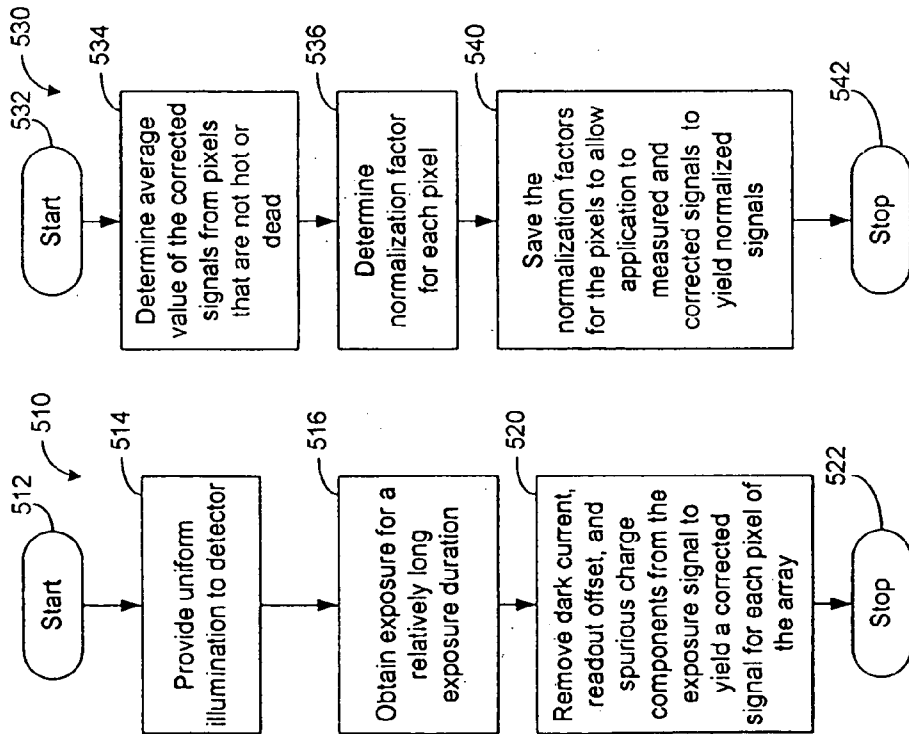 510
512
Start
514
Provide uniform
illumination to detector
516
Obtain exposure for a
relatively long
exposure duration
520
Remove dark current,
readout offset, and
spurious charge
components from the
exposure signal to
yield a corrected
signal for each pixel of
the array
522
Stop
530
532
Start
534
Determine average
value of the corrected
signals from pixels
that are not hot or
dead
536
Determine
normalization factor
for each pixel
540
Save the
normalization factors
for the pixels to allow
application to
measured and
corrected signals to
yield normalized
signals
542
Stop